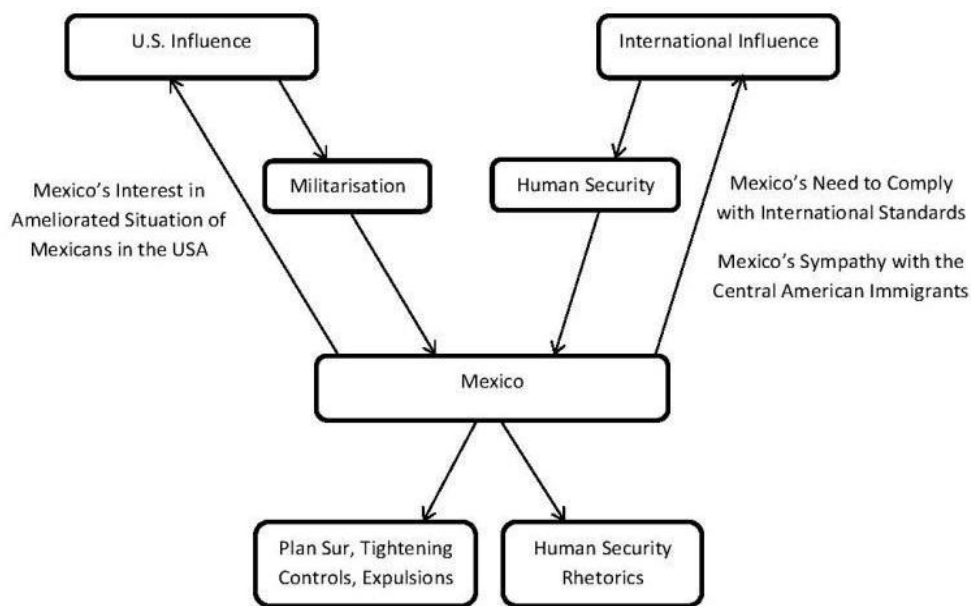 U.S. Influence
International Influence
Militarisation
Human Security
Mexico’s Interest in
Ameliorated Situation of
Mexicans in the USA
Mexico’s Need to Comply
with International Standards
Mexico’s Sympathy with the
Central American Immigrants
Mexico
Plan Sur, Tightening
Controls, Expulsions
Human Security
Rhetorics